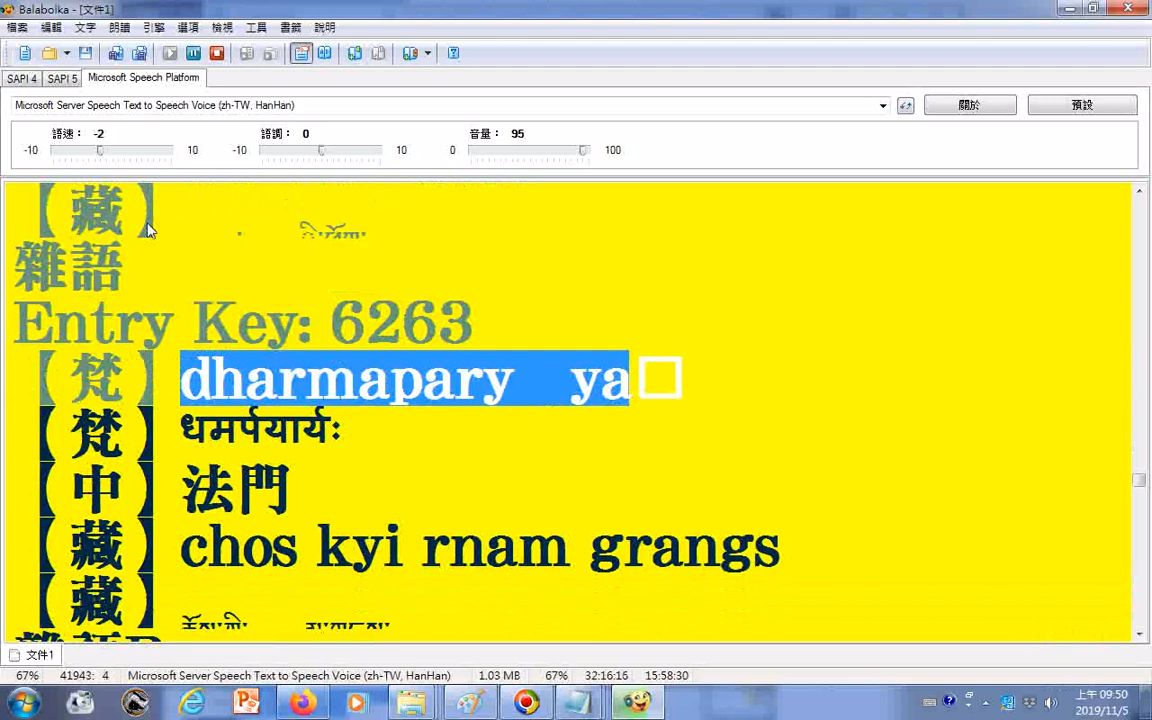 Balabolka - [文件1]
檔案 編輯 文字 朗讀 引擎 選項 檢視 工具 書籤 說明
SAPI 4 SAPI 5 Microsoft Speech Platform
Microsoft Server Speech Text to Speech Voice (zh-TW, HanHan) 關於 預設
語速： -2 語調： 0 音量： 95
-10 10 -10 10 0 100
【 藏 】
雜語
Entry Key: 6263
【 梵 】 dharmapary ya□
【 梵 】 धमर्पयार्यः
【 中 】 法門
【 藏 】 chos kyi rnam grangs
【 藏 】
文件1
67% 41943: 4 Microsoft Server Speech Text to Speech Voice (zh-TW, HanHan) 1.03 MB 67% 32:16:16 15:58:30
上午 09:50
2019/11/5